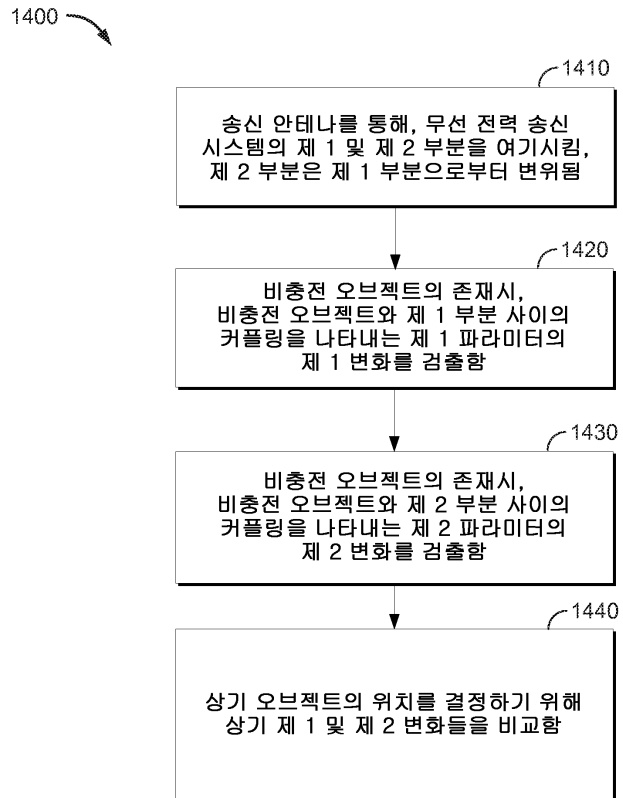 1400
1410
송신 안테나를 통해, 무선 전력 송신
시스템의 제 1 및 제 2 부분을 여기시킴,
제 2 부분은 제 1 부분으로부터 변위됨
1420
비충전 오브젝트의 존재시,
비충전 오브젝트와 제 1 부분 사이의
커플링을 나타내는 제 1 파라미터의
제 1 변화를 검출함
1430
비충전 오브젝트의 존재시,
비충전 오브젝트와 제 2 부분 사이의
커플링을 나타내는 제 2 파라미터의
제 2 변화를 검출함
1440
상기 오브젝트의 위치를 결정하기 위해
상기 제 1 및 제 2 변화들을 비교함